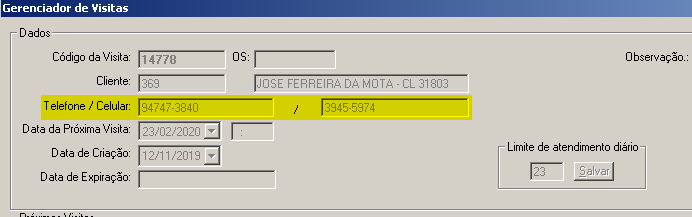 Gerenciador de Visitas
Dados
Código da Visita: 14778 OS: Observação.:
Cliente: 369 JOSE FERREIRA DA MOTA - CL 31803
Telefone / Celular: 94747-3840 / 3945-5974
Data da Próxima Visita: 23/02/2020 :
Data de Criação: 12/11/2019
Limite de atendimento diário
23 Salvar
Data de Expiração:
Próximas Visitas